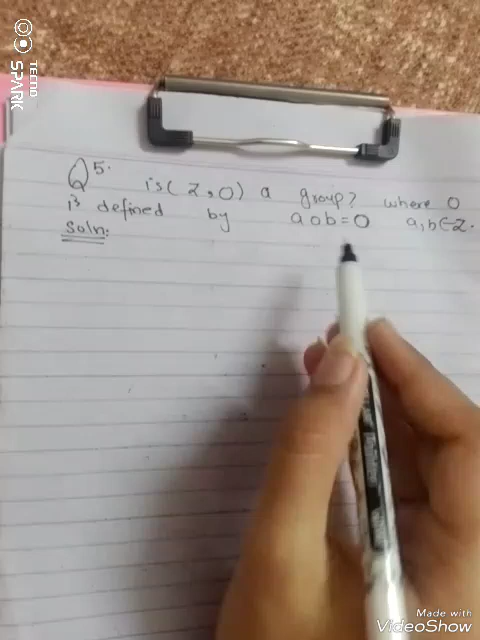 SPARK
TECNO
Q5. is (Z, o) a group? where o
is defined by a o b = 0 a, b ∈ Z.
Soln:
Made with
VideoShow